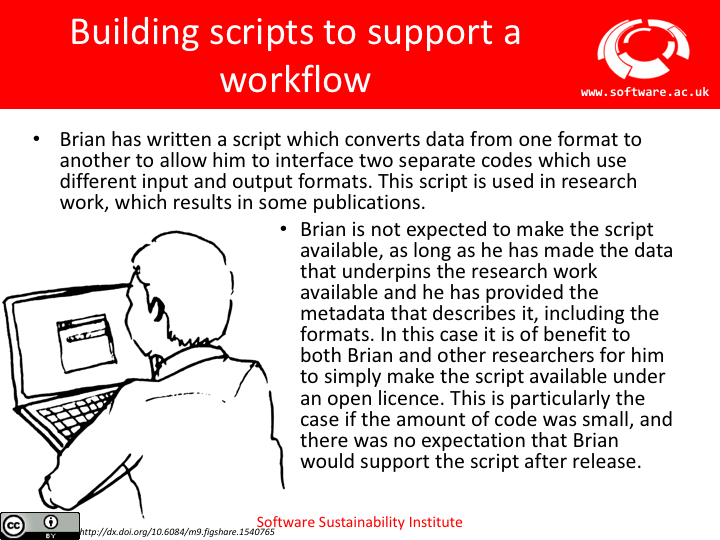 Building scripts to support a
workflow
www.software.ac.uk
• Brian has written a script which converts data from one format to
another to allow him to interface two separate codes which use
different input and output formats. This script is used in research
work, which results in some publications.
• Brian is not expected to make the script
available, as long as he has made the data
that underpins the research work
available and he has provided the
metadata that describes it, including the
formats. In this case it is of benefit to
both Brian and other researchers for him
to simply make the script available under
an open licence. This is particularly the
case if the amount of code was small, and
there was no expectation that Brian
would support the script after release.
Software Sustainability Institute
cc
BY
http://dx.doi.org/10.6084/m9.figshare.1540765